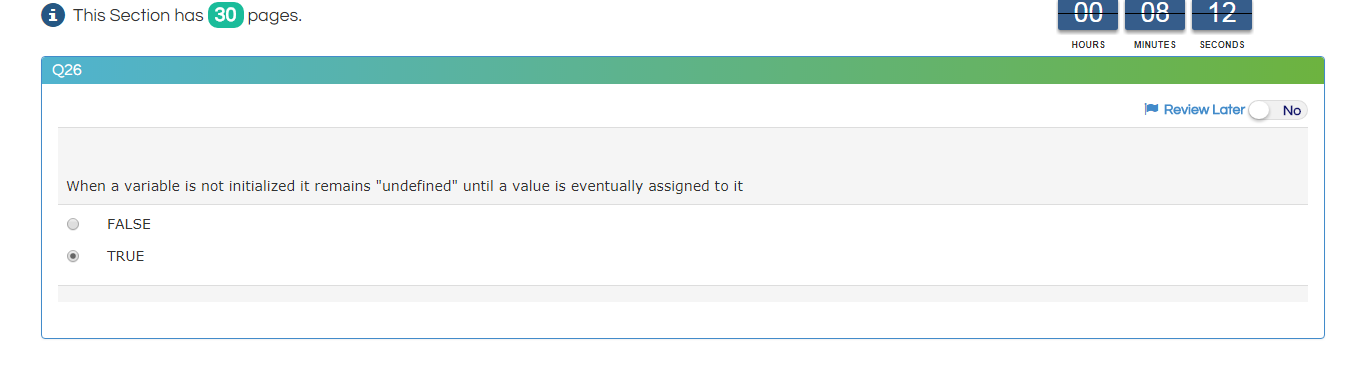 This Section has 30 pages.
00 08 12
HOURS MINUTES SECONDS
Q26
Review Later No
When a variable is not initialized it remains "undefined" until a value is eventually assigned to it
FALSE
TRUE